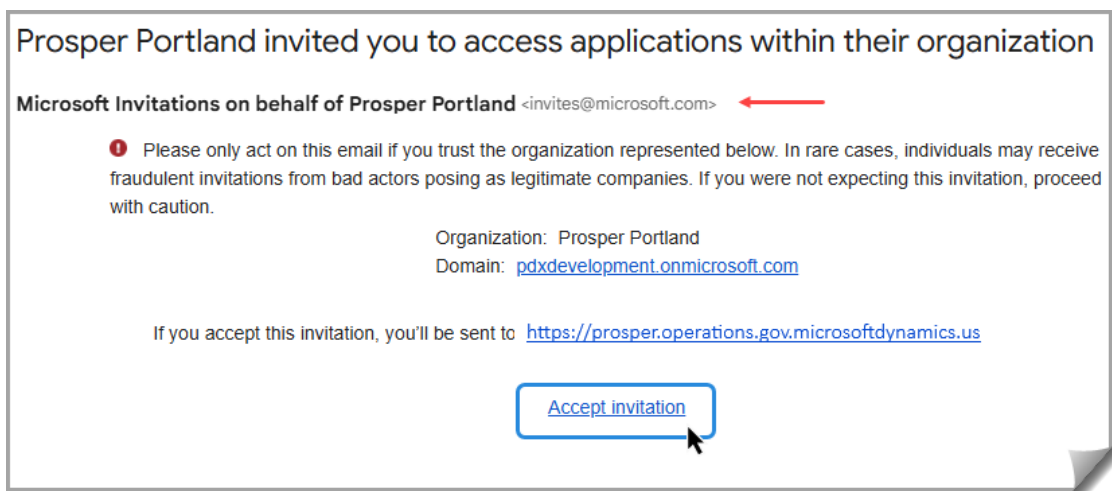 Prosper Portland invited you to access applications within their organization
Microsoft Invitations on behalf of Prosper Portland <invites@microsoft.com>
Please only act on this email if you trust the organization represented below. In rare cases, individuals may receive
fraudulent invitations from bad actors posing as legitimate companies. If you were not expecting this invitation, proceed
with caution.
Organization: Prosper Portland
Domain: pdxdevelopment.onmicrosoft.com
If you accept this invitation, you'll be sent to https://prosper.operations.gov.microsoftdynamics.us
Accept invitation